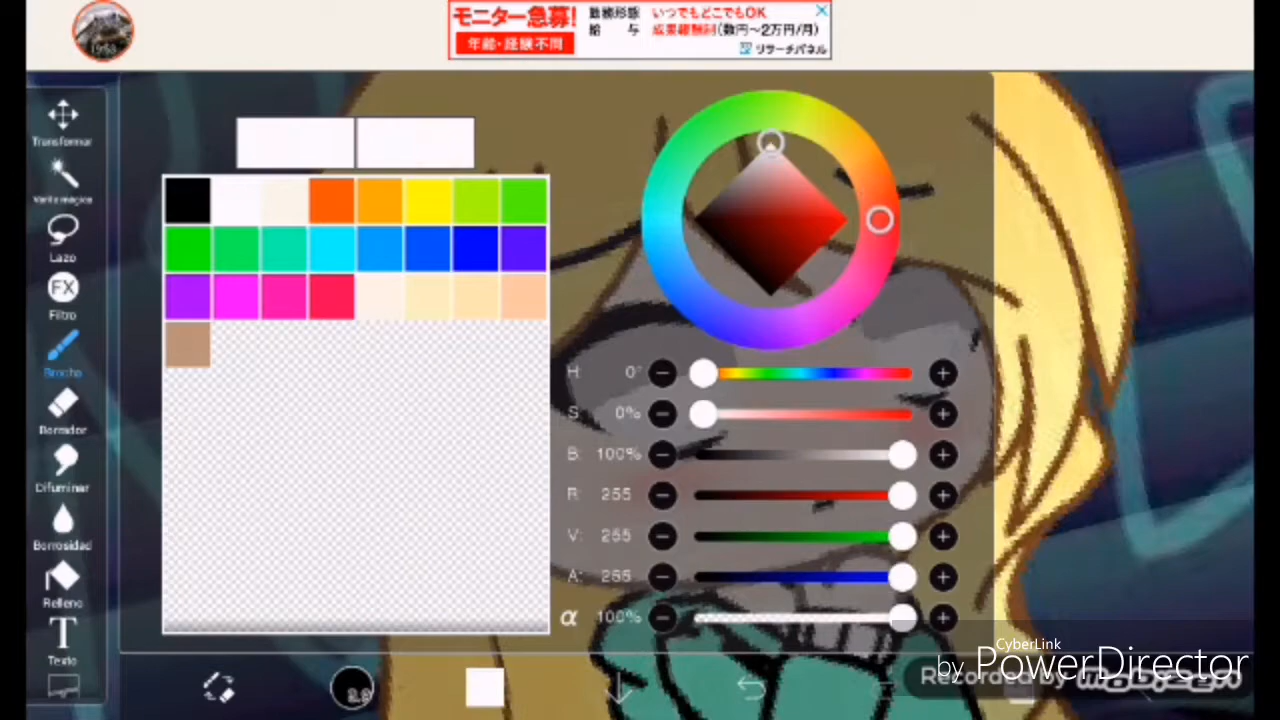 モニター急募!
年齢・経験不問
勤務形態 いつでもどこでもOK
給 与 成果報酬制(数円~2万円/月)
リサーチパネル
Transformar
Varita mágica
Lazo
FX
Filtro
Brocha
Borrador
Difuminar
Borrosidad
Relleno
T
Texto
H: 0°
S: 0%
B: 100%
R: 255
V: 255
A: 255
α 100%
CyberLink
by PowerDirector
Recorded by MOBIZEN